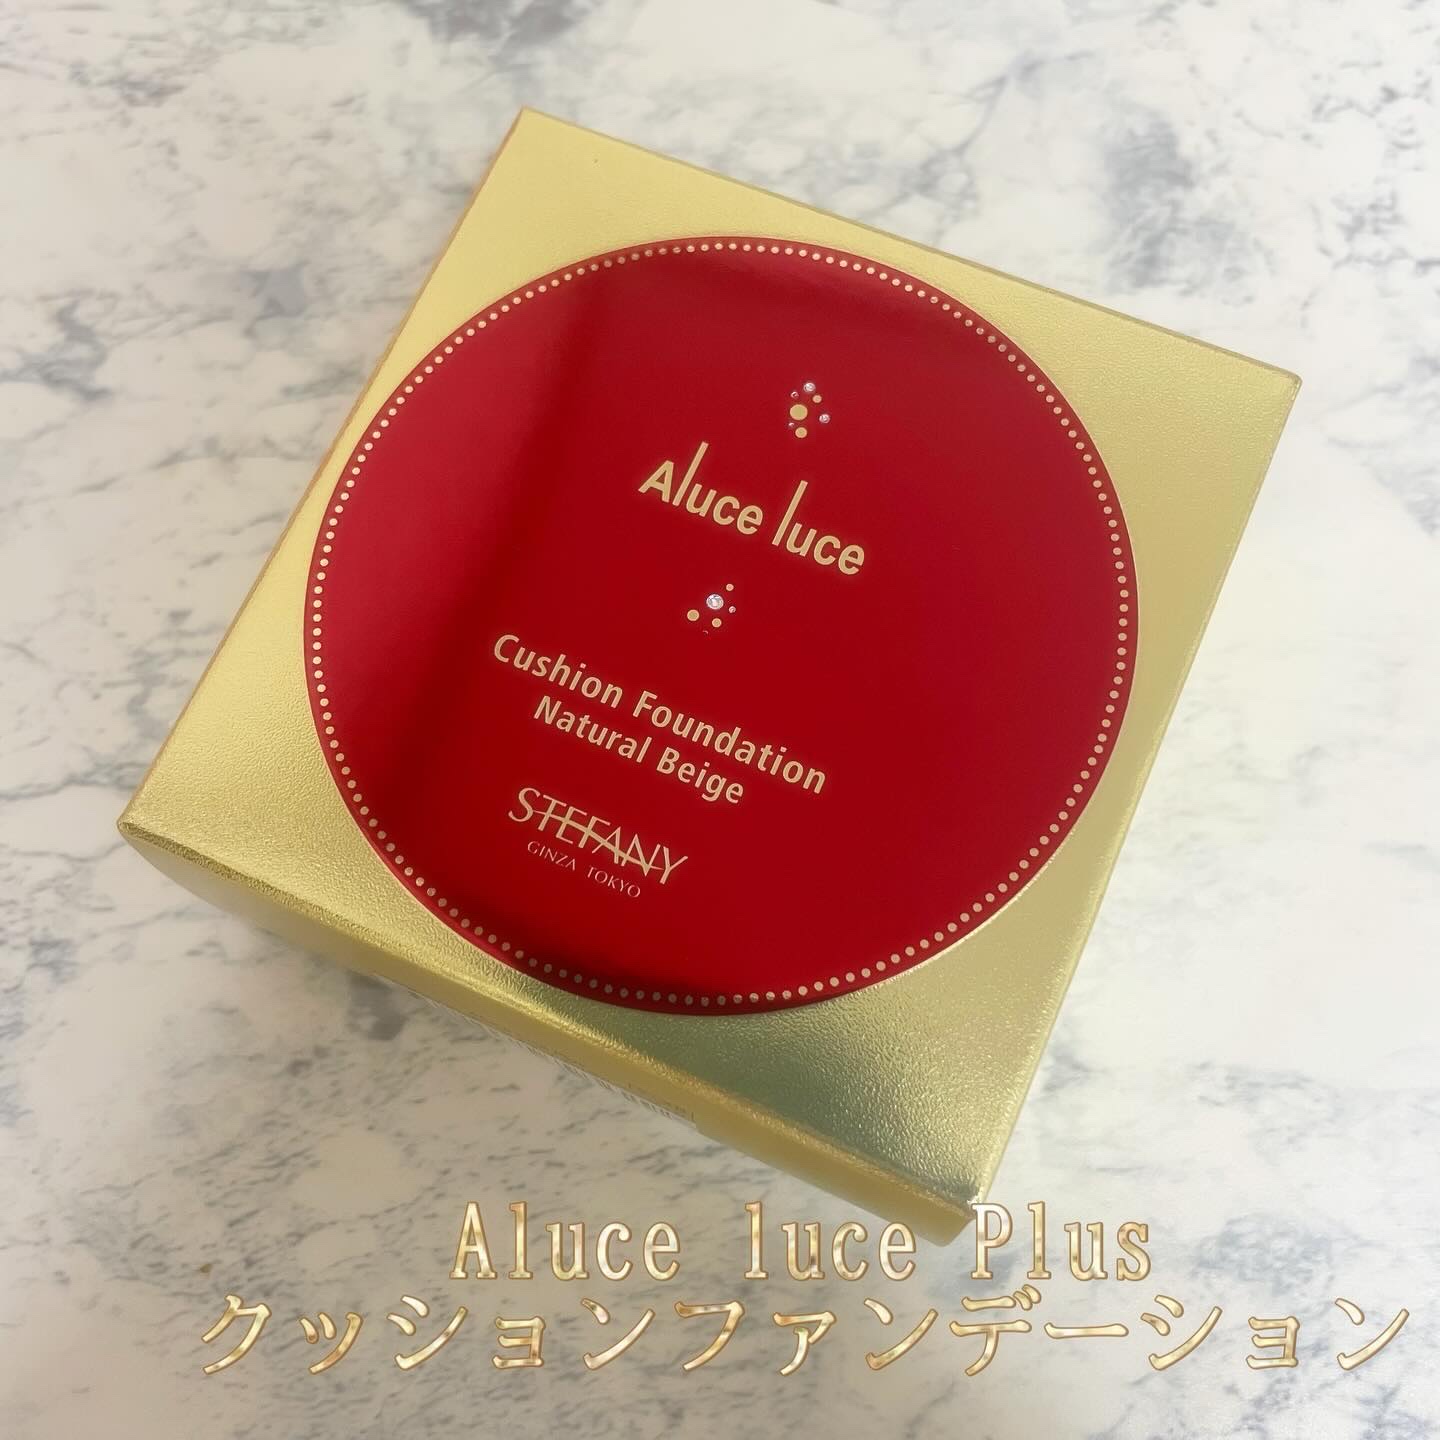 Aluce luce
Cushion Foundation
Natural Beige
STEFANY
GINZA TOKYO
Aluce luce Plus
クッションファンデーション